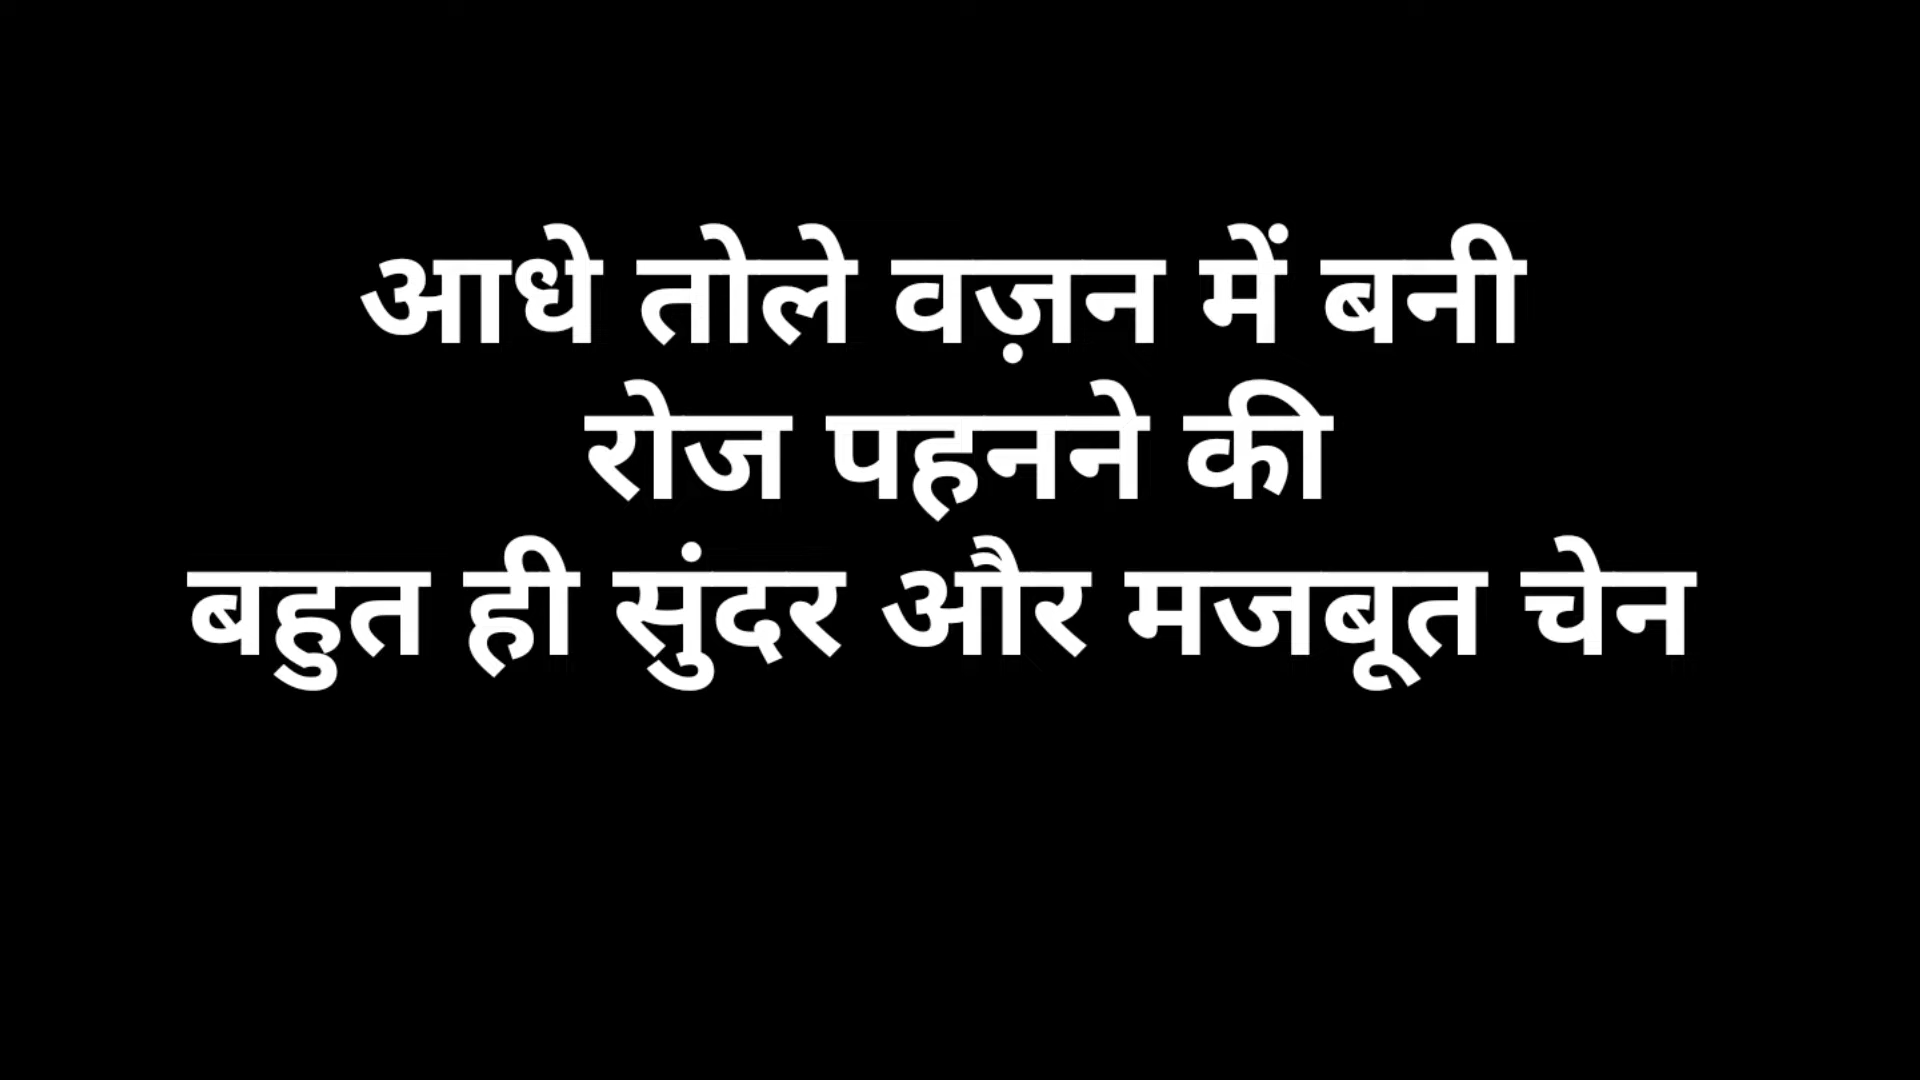 आधे तोले वज़न में बनी
रोज पहनने की
बहुत ही सुंदर और मजबूत चेन